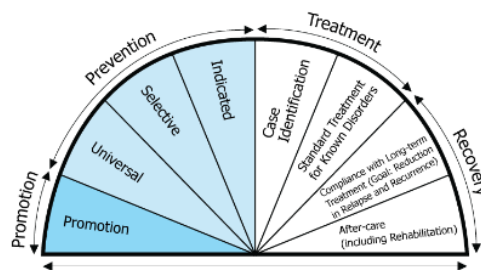 Promotion
Prevention
Treatment
Recovery
Promotion
Universal
Selective
Indicated
Case
Identification
Standard Treatment
for Known Disorders
Compliance with Long-term
Treatment (Goal: Reduction
in Relapse and Recurrence)
After-care
(including Rehabilitation)